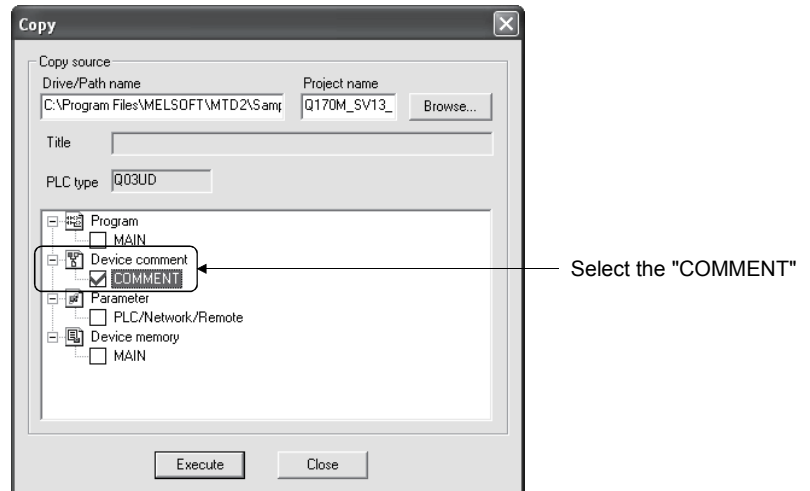 Copy
Copy source
Drive/Path name Project name
C:\Program Files\MELSOFT\MTD2\Samp Q170M_SV13_ Browse...
Title
PLC type Q03UD
Program
MAIN
Device comment
COMMENT
Select the "COMMENT"
Parameter
PLC/Network/Remote
Device memory
MAIN
Execute Close